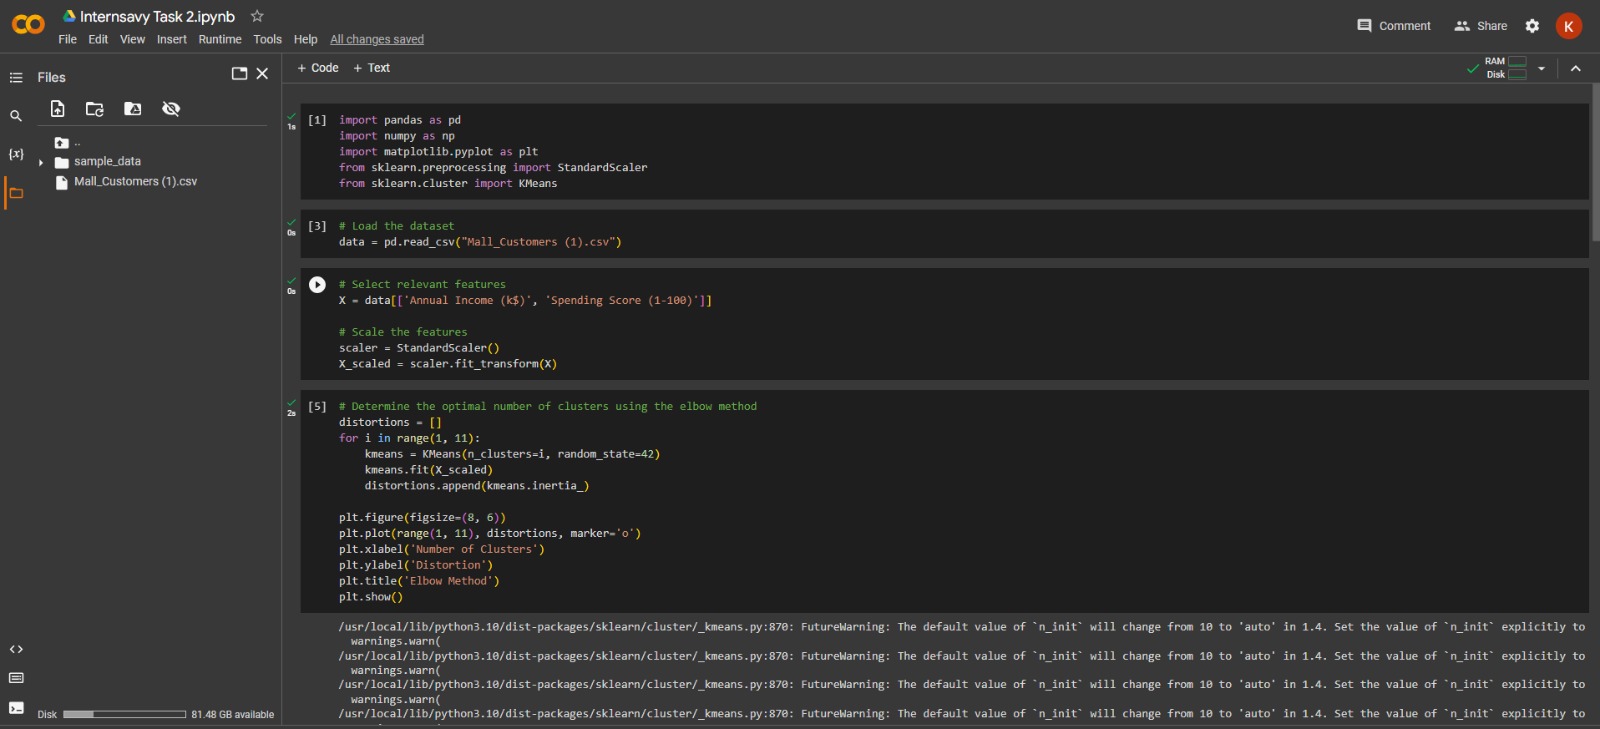 Internsavy Task 2.ipynb
File Edit View Insert Runtime Tools Help All changes saved
Comment Share K
Files
+ Code + Text
RAM
Disk
..
sample_data
Mall_Customers (1).csv
{x}
<>
Disk 81.48 GB available
1s
[1] import pandas as pd
import numpy as np
import matplotlib.pyplot as plt
from sklearn.preprocessing import StandardScaler
from sklearn.cluster import KMeans
0s
[3] # Load the dataset
data = pd.read_csv("Mall_Customers (1).csv")
0s
# Select relevant features
X = data[['Annual Income (k$)', 'Spending Score (1-100)']]
# Scale the features
scaler = StandardScaler()
X_scaled = scaler.fit_transform(X)
2s
[5] # Determine the optimal number of clusters using the elbow method
distortions = []
for i in range(1, 11):
    kmeans = KMeans(n_clusters=i, random_state=42)
    kmeans.fit(X_scaled)
    distortions.append(kmeans.inertia_)
plt.figure(figsize=(8, 6))
plt.plot(range(1, 11), distortions, marker='o')
plt.xlabel('Number of Clusters')
plt.ylabel('Distortion')
plt.title('Elbow Method')
plt.show()
/usr/local/lib/python3.10/dist-packages/sklearn/cluster/_kmeans.py:870: FutureWarning: The default value of `n_init` will change from 10 to 'auto' in 1.4. Set the value of `n_init` explicitly to
  warnings.warn(
/usr/local/lib/python3.10/dist-packages/sklearn/cluster/_kmeans.py:870: FutureWarning: The default value of `n_init` will change from 10 to 'auto' in 1.4. Set the value of `n_init` explicitly to
  warnings.warn(
/usr/local/lib/python3.10/dist-packages/sklearn/cluster/_kmeans.py:870: FutureWarning: The default value of `n_init` will change from 10 to 'auto' in 1.4. Set the value of `n_init` explicitly to
  warnings.warn(
/usr/local/lib/python3.10/dist-packages/sklearn/cluster/_kmeans.py:870: FutureWarning: The default value of `n_init` will change from 10 to 'auto' in 1.4. Set the value of `n_init` explicitly to